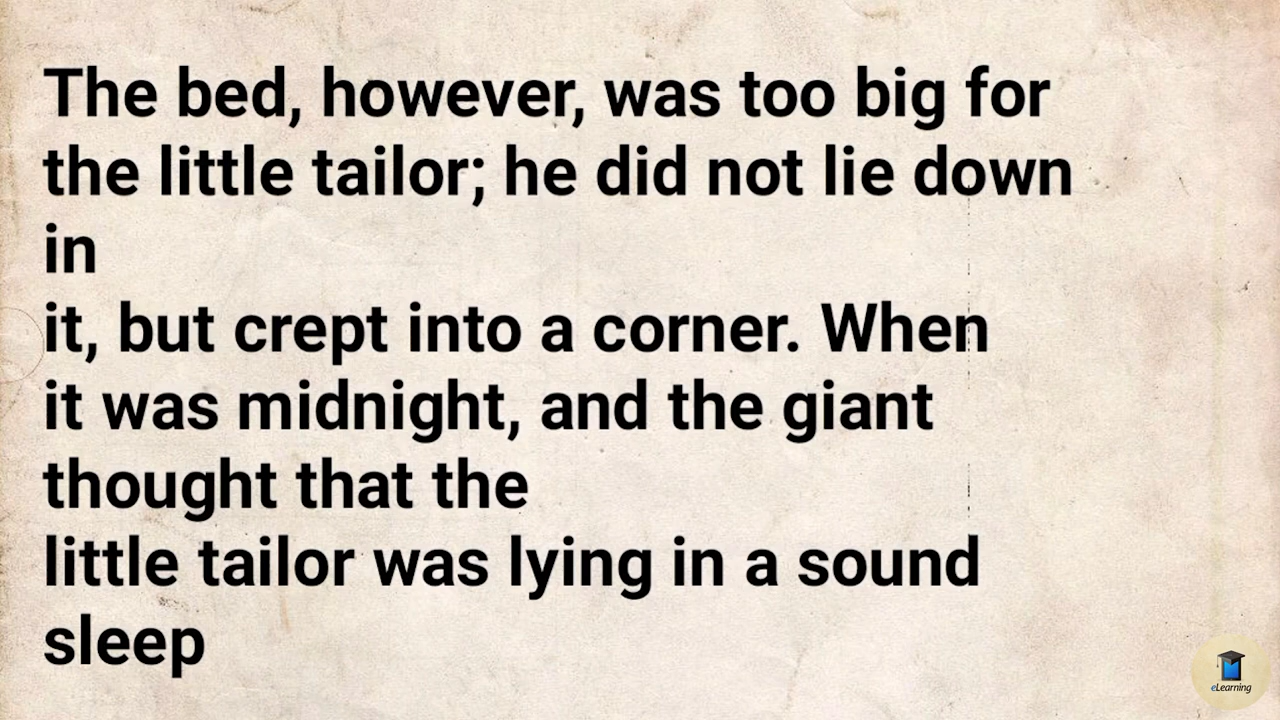 The bed, however, was too big for
the little tailor; he did not lie down
in
it, but crept into a corner. When
it was midnight, and the giant
thought that the
little tailor was lying in a sound
sleep
eLearning